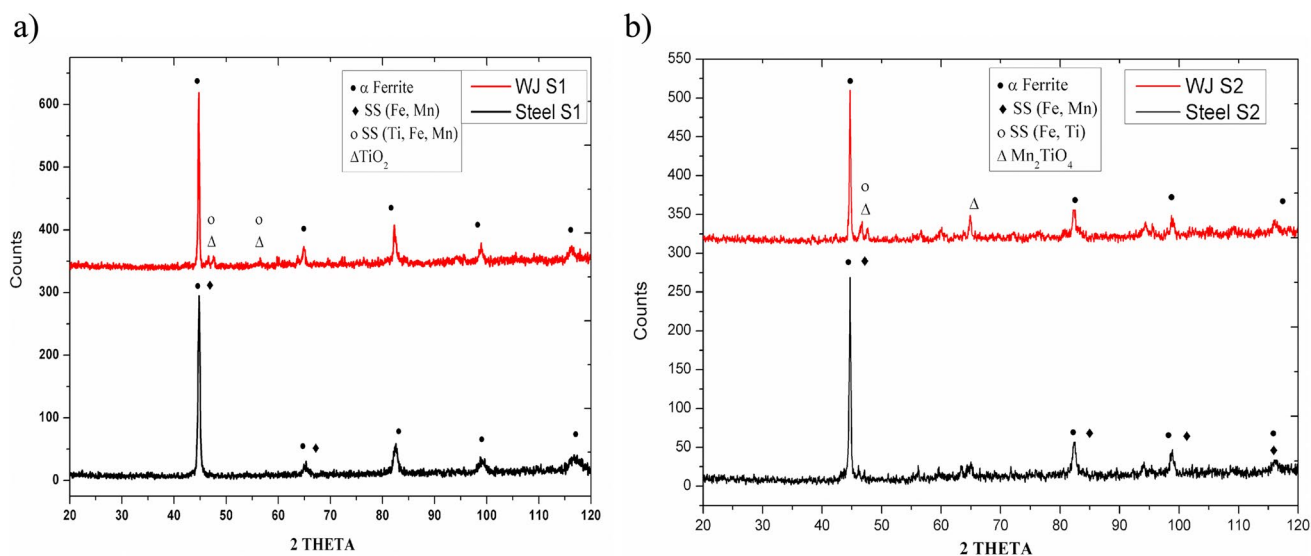 a)
● α Ferrite
♦ SS (Fe, Mn)
o SS (Ti, Fe, Mn)
ΔTiO₂
WJ S1
Steel S1
600
500
400
300
200
100
0
Counts
20 30 40 50 60 70 80 90 100 110 120
2 THETA
b)
● α Ferrite
♦ SS (Fe, Mn)
○ SS (Fe, Ti)
Δ Mn₂TiO₄
WJ S2
Steel S2
550
500
450
400
350
300
250
200
150
100
50
0
Counts
20 30 40 50 60 70 80 90 100 110 120
2 THETA